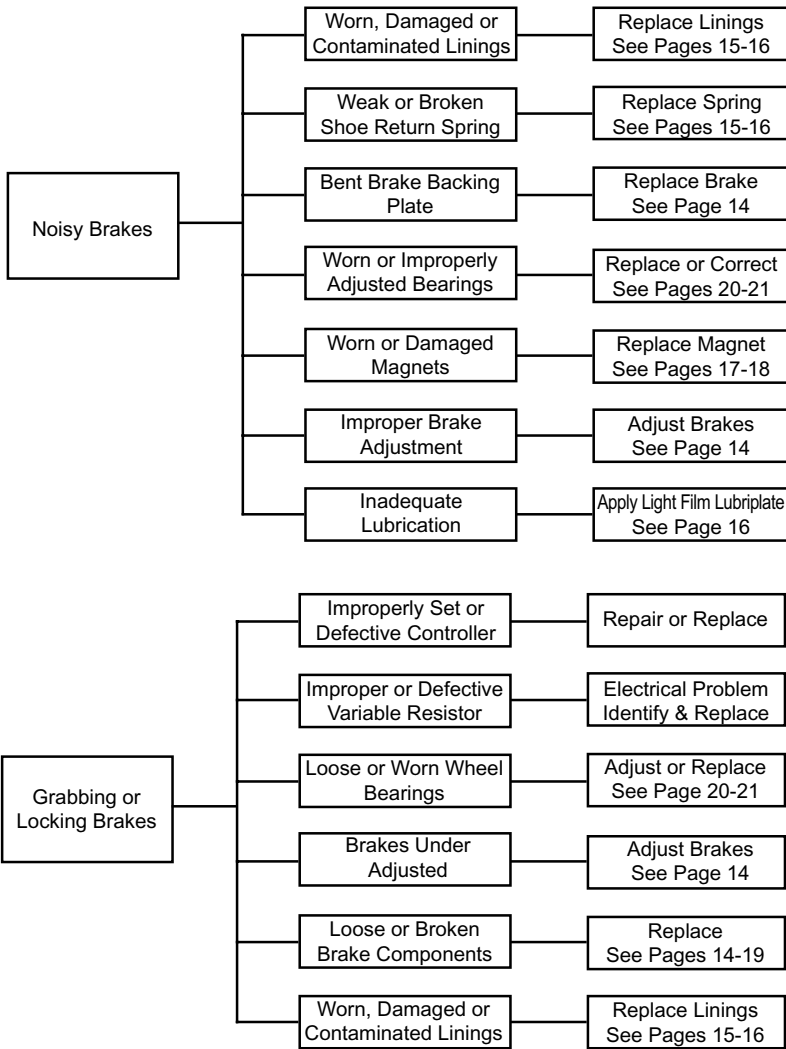 Noisy Brakes
Worn, Damaged or
Contaminated Linings
Replace Linings
See Pages 15-16
Weak or Broken
Shoe Return Spring
Replace Spring
See Pages 15-16
Bent Brake Backing
Plate
Replace Brake
See Page 14
Worn or Improperly
Adjusted Bearings
Replace or Correct
See Pages 20-21
Worn or Damaged
Magnets
Replace Magnet
See Pages 17-18
Improper Brake
Adjustment
Adjust Brakes
See Page 14
Inadequate
Lubrication
Apply Light Film Lubriplate
See Page 16
Grabbing or
Locking Brakes
Improperly Set or
Defective Controller
Repair or Replace
Improper or Defective
Variable Resistor
Electrical Problem
Identify & Replace
Loose or Worn Wheel
Bearings
Adjust or Replace
See Page 20-21
Brakes Under
Adjusted
Adjust Brakes
See Page 14
Loose or Broken
Brake Components
Replace
See Pages 14-19
Worn, Damaged or
Contaminated Linings
Replace Linings
See Pages 15-16